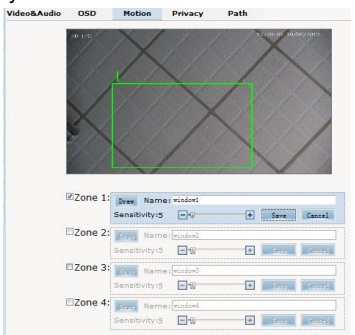 Video&Audio OSD Motion Privacy Path
Zone 1: Draw Name: window1
Sensitivity:5 Save Cancel
Zone 2: Draw Name: window2
Sensitivity:5 Save Cancel
Zone 3: Draw Name: window3
Sensitivity:5 Save Cancel
Zone 4: Draw Name: window4
Sensitivity:5 Save Cancel